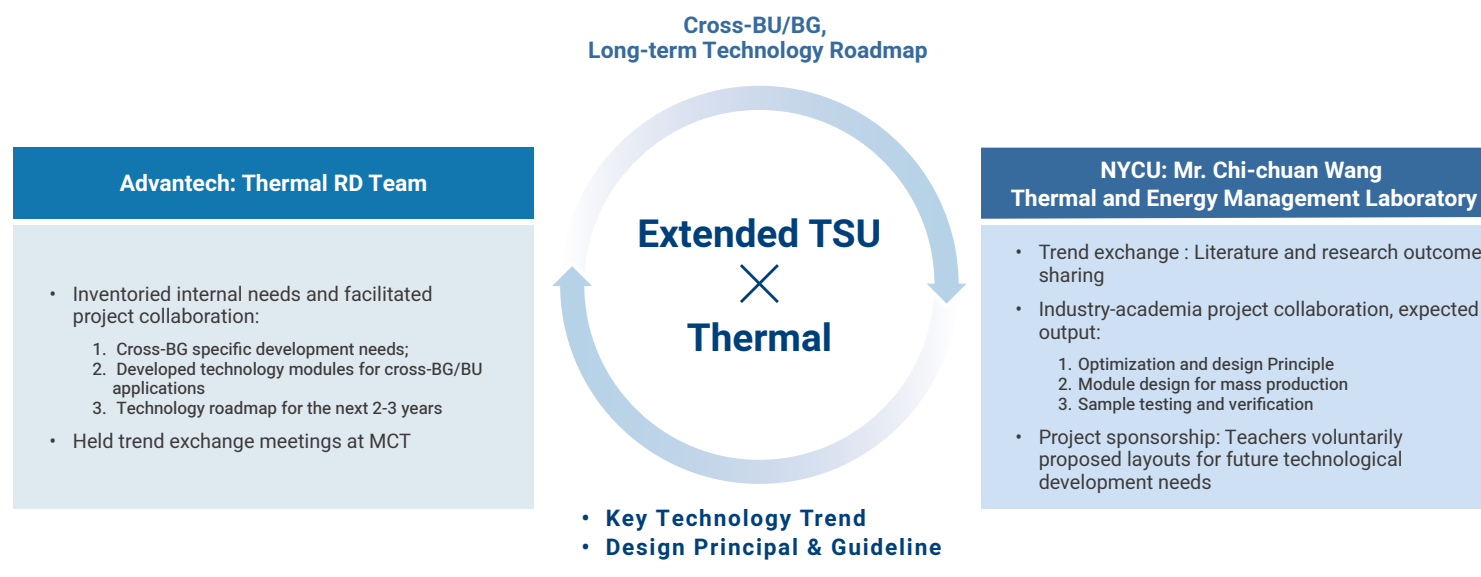 Cross-BU/BG,
Long-term Technology Roadmap
Advantech: Thermal RD Team
• Inventoried internal needs and facilitated
project collaboration:
1. Cross-BG specific development needs;
2. Developed technology modules for cross-BG/BU
applications
3. Technology roadmap for the next 2-3 years
• Held trend exchange meetings at MCT
Extended TSU
×
Thermal
• Key Technology Trend
• Design Principal & Guideline
NYCU: Mr. Chi-chuan Wang
Thermal and Energy Management Laboratory
• Trend exchange : Literature and research outcome
sharing
• Industry-academia project collaboration, expected
output:
1. Optimization and design Principle
2. Module design for mass production
3. Sample testing and verification
• Project sponsorship: Teachers voluntarily
proposed layouts for future technological
development needs